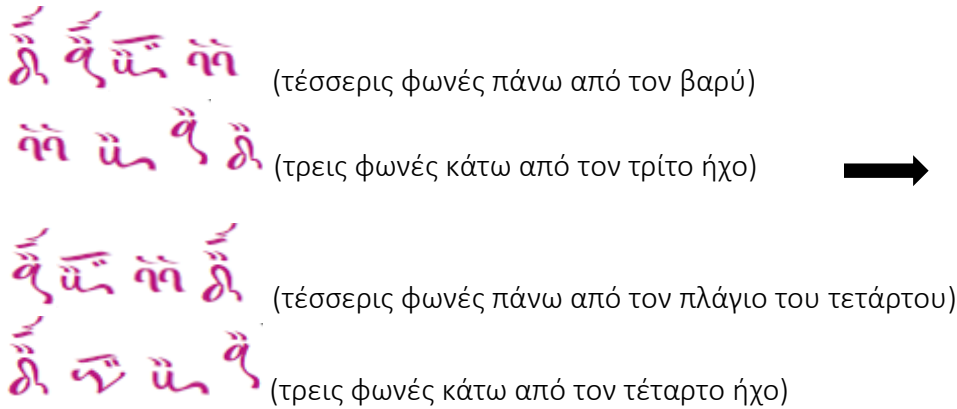 (τέσσερις φωνές πάνω από τον βαρύ)
(τρεις φωνές κάτω από τον τρίτο ήχο)
(τέσσερις φωνές πάνω από τον πλάγιο του τετάρτου)
(τρεις φωνές κάτω από τον τέταρτο ήχο)